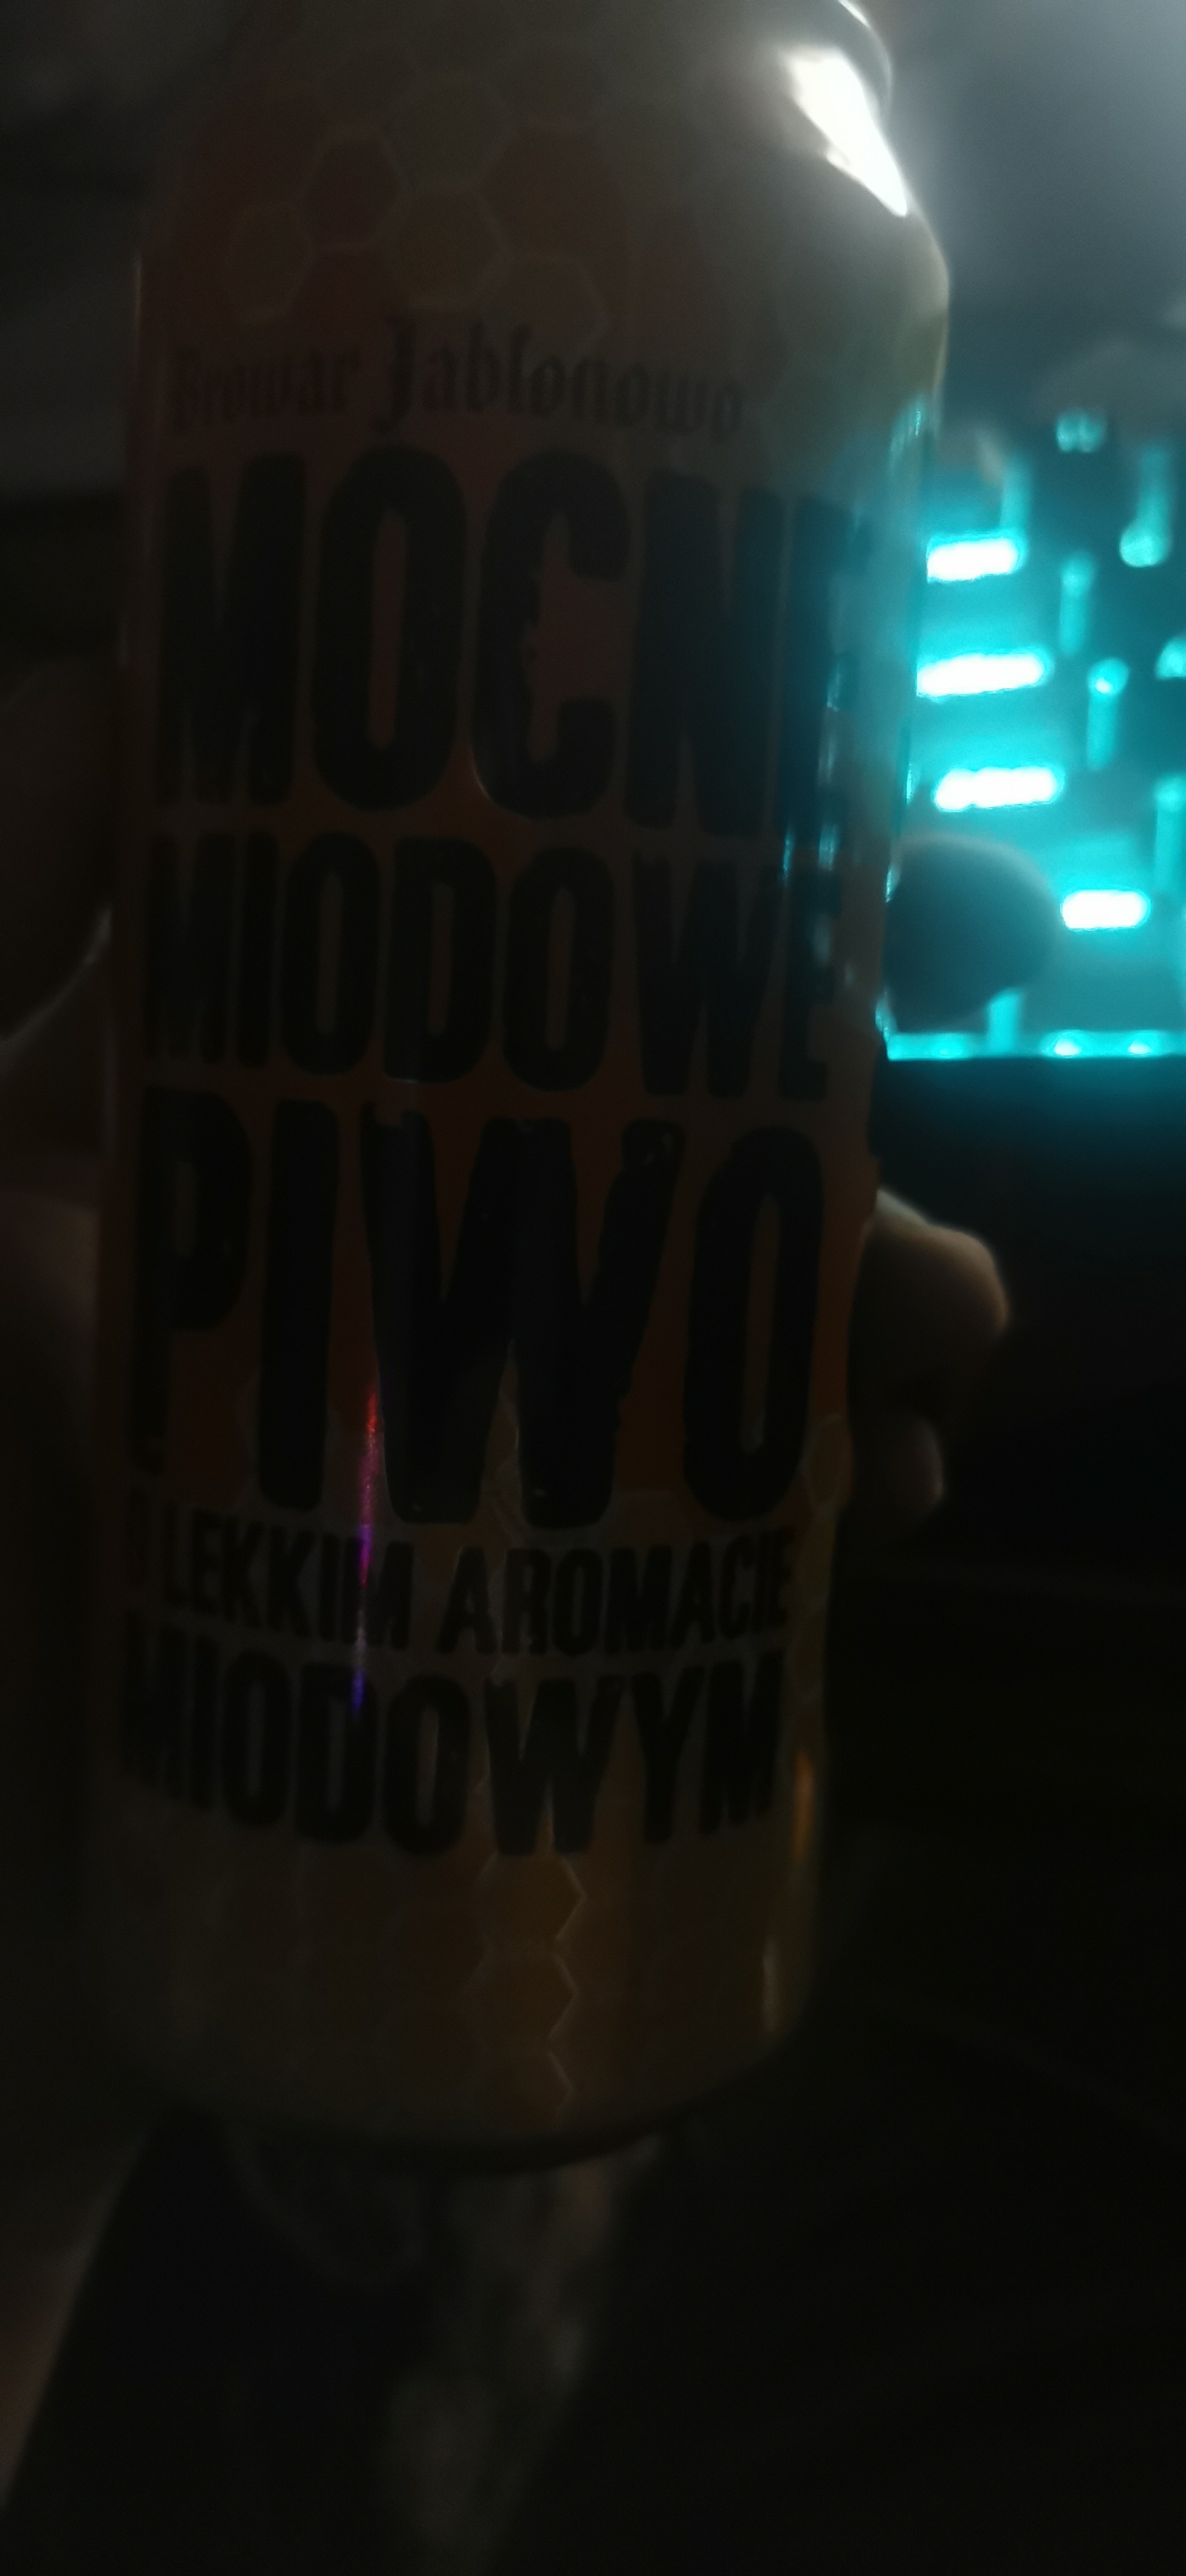 Browar Jabłonowo
MOCNE
MIODOWE
PIWO
O LEKKIM AROMACIE
MIODOWYM